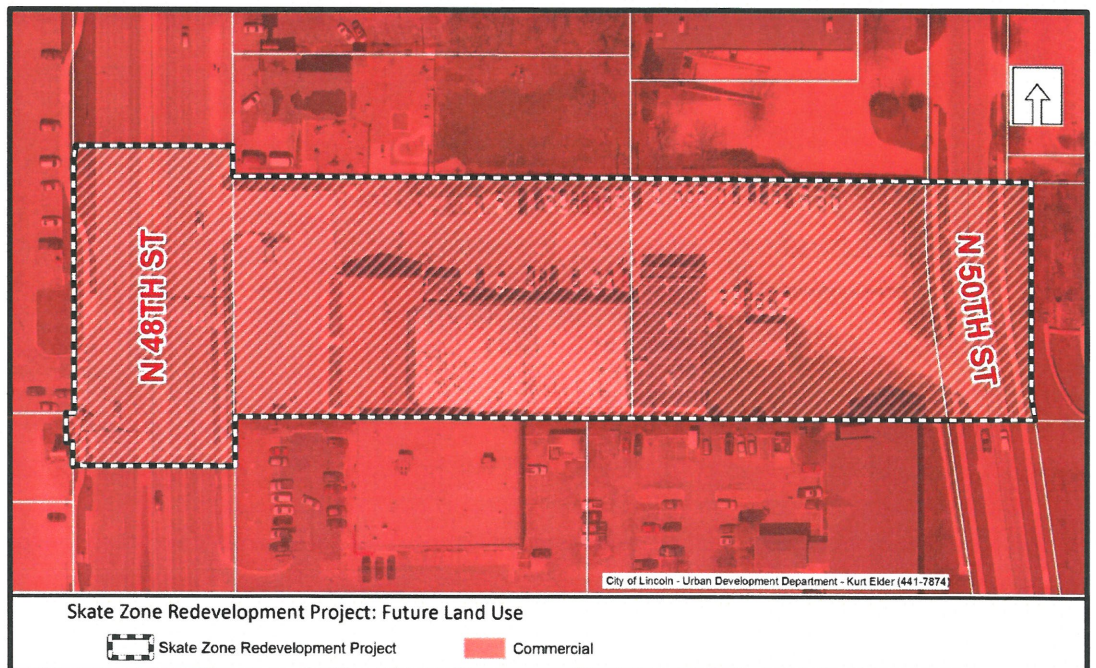 N 48TH ST
N 50TH ST
City of Lincoln - Urban Development Department - Kurt Elder (441-7874)
Skate Zone Redevelopment Project: Future Land Use
Skate Zone Redevelopment Project
Commercial